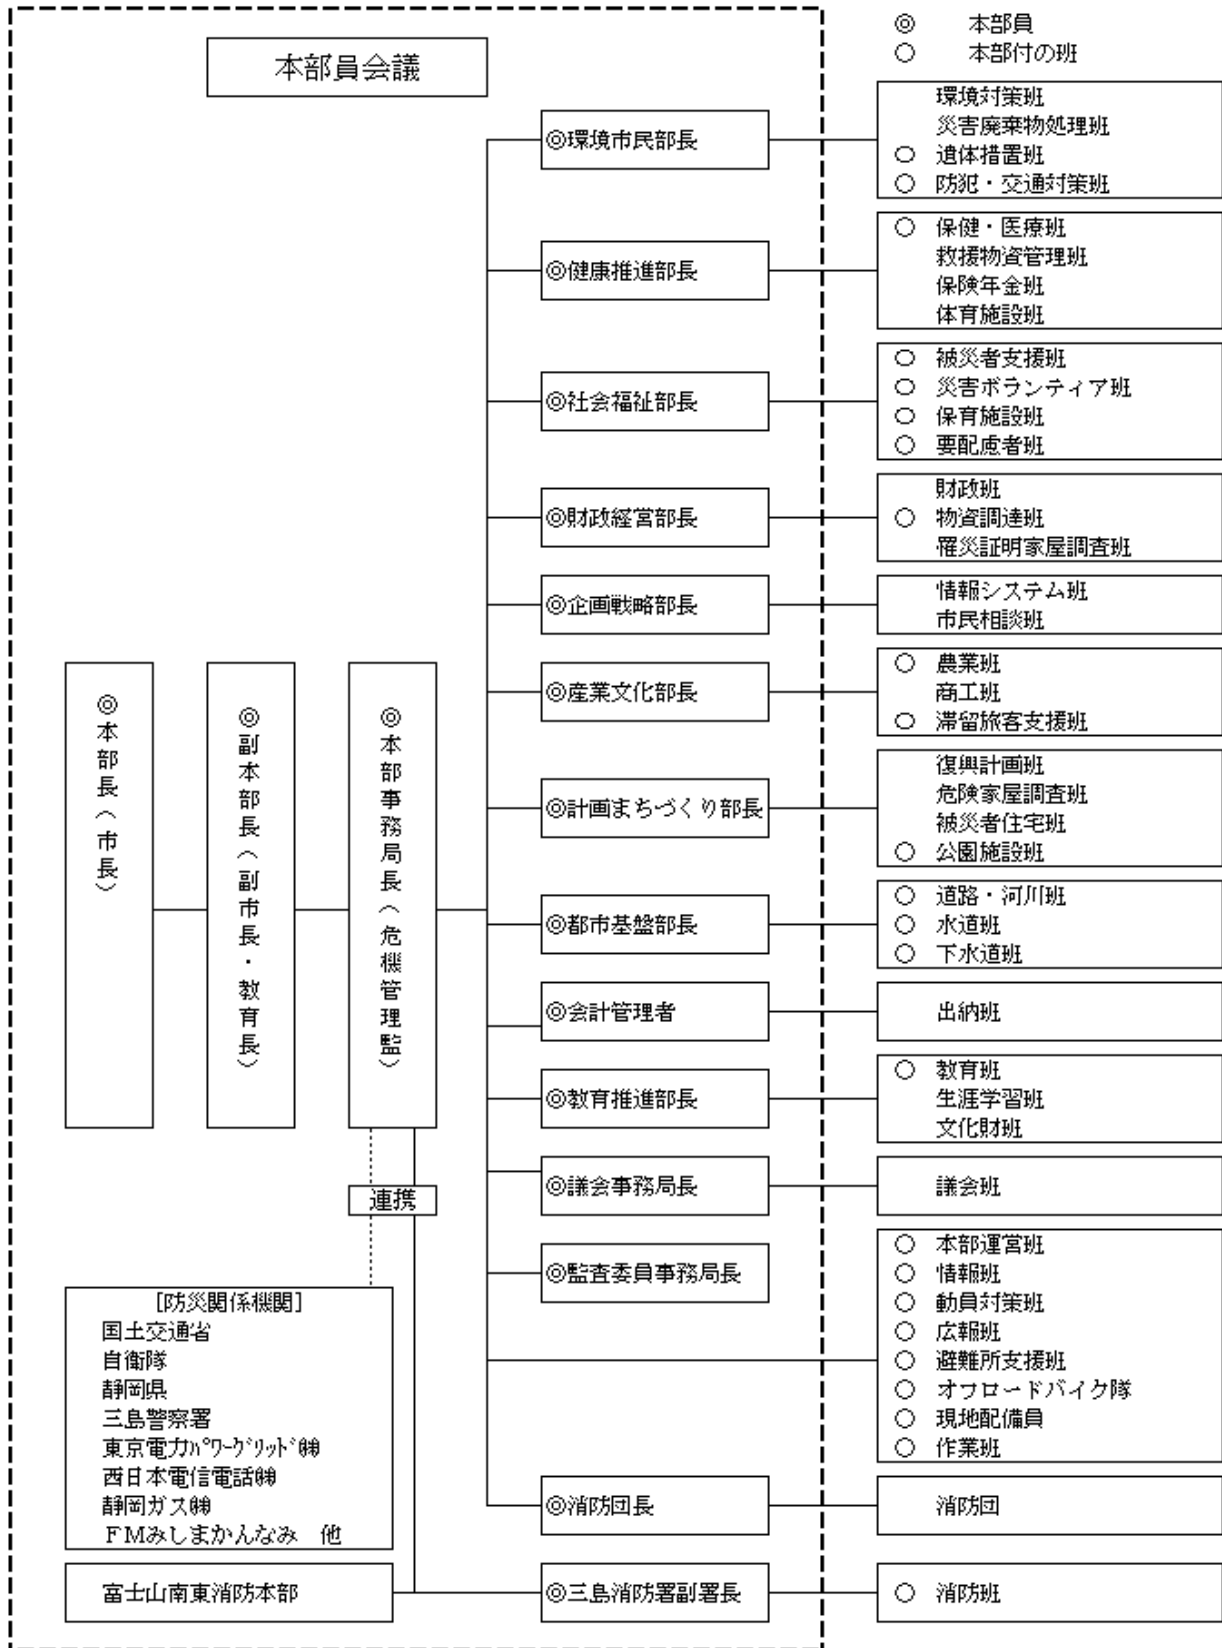 本部員会議
◎ 本部員
○ 本部付の班
◎本部長(市長)
◎副本部長(副市長・教育長)
◎本部事務局長(危機管理監)
連携
[防災関係機関]
国土交通省
自衛隊
静岡県
三島警察署
東京電力パワーグリッド㈱
西日本電信電話㈱
静岡ガス㈱
FMみしまかんなみ 他
富士山南東消防本部
◎環境市民部長
環境対策班
災害廃棄物処理班
○ 遺体措置班
○ 防犯・交通対策班
◎健康推進部長
○ 保健・医療班
救援物資管理班
保険年金班
体育施設班
◎社会福祉部長
○ 被災者支援班
○ 災害ボランティア班
○ 保育施設班
○ 要配慮者班
◎財政経営部長
財政班
○ 物資調達班
罹災証明家屋調査班
◎企画戦略部長
情報システム班
市民相談班
◎産業文化部長
○ 農業班
商工班
○ 滞留旅客支援班
◎計画まちづくり部長
復興計画班
危険家屋調査班
被災者住宅班
○ 公園施設班
◎都市基盤部長
○ 道路・河川班
○ 水道班
○ 下水道班
◎会計管理者
出納班
◎教育推進部長
○ 教育班
生涯学習班
文化財班
◎議会事務局長
議会班
◎監査委員事務局長
○ 本部運営班
○ 情報班
○ 動員対策班
○ 広報班
○ 避難所支援班
○ オフロードバイク隊
○ 現地配備員
○ 作業班
◎消防団長
消防団
◎三島消防署副署長
○ 消防班